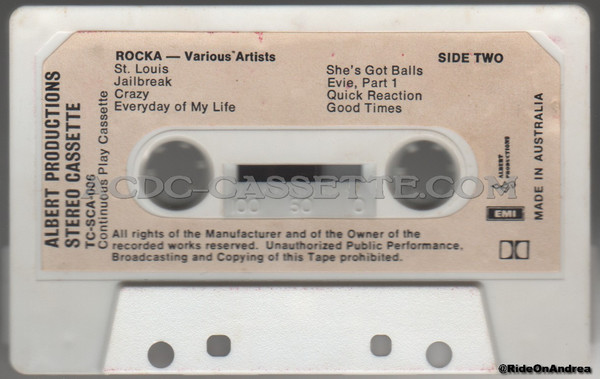 ROCKA — Various Artists
SIDE TWO
St. Louis
Jailbreak
Crazy
Everyday of My Life
She's Got Balls
Evie, Part 1
Quick Reaction
Good Times
ALBERT PRODUCTIONS
STEREO CASSETTE
TC-SCA-006
Continuous Play Cassette
CDC-CASSETTE.COM
50
ALBERT
PRODUCTIONS
EMI
MADE IN AUSTRALIA
All rights of the Manufacturer and of the Owner of the
recorded works reserved. Unauthorized Public Performance,
Broadcasting and Copying of this Tape prohibited.
@RideOnAndrea